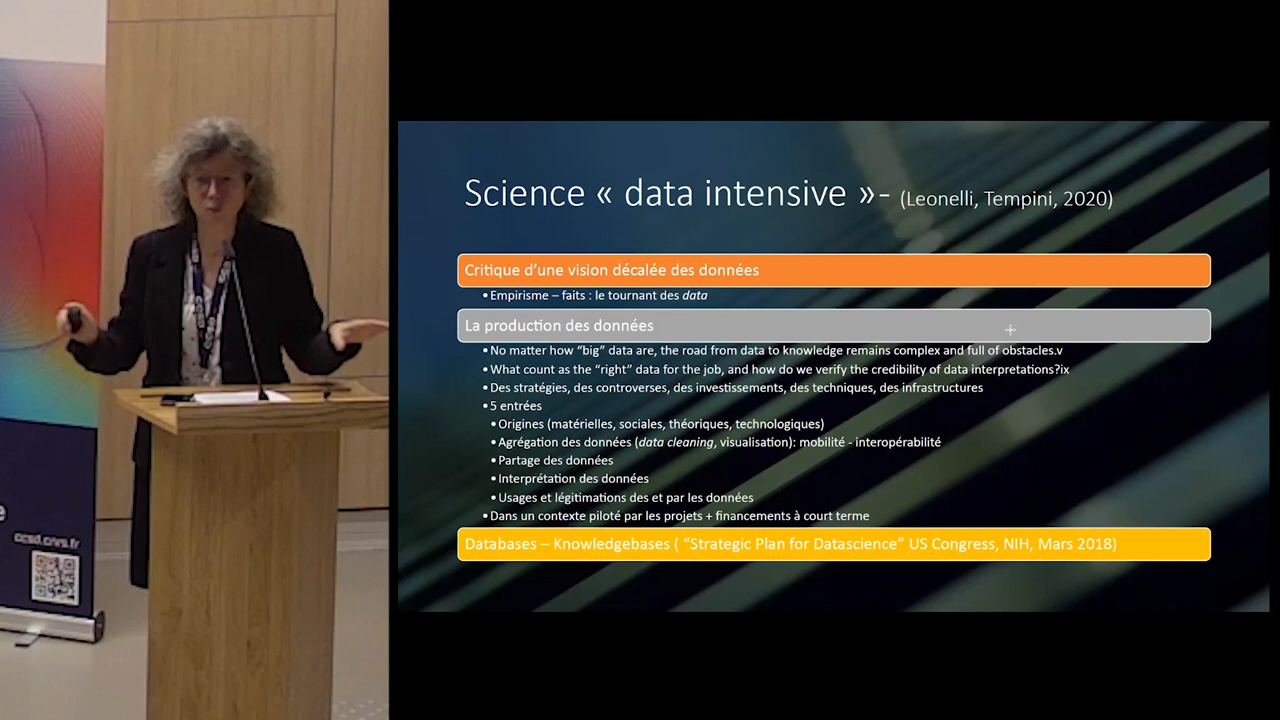 Science « data intensive »- (Leonelli, Tempini, 2020)
Critique d'une vision décalée des données
•Empirisme – faits : le tournant des data
La production des données
•No matter how “big” data are, the road from data to knowledge remains complex and full of obstacles.v
•What count as the “right” data for the job, and how do we verify the credibility of data interpretations?ix
•Des stratégies, des controverses, des investissements, des techniques, des infrastructures
•5 entrées
•Origines (matérielles, sociales, théoriques, technologiques)
•Agrégation des données (data cleaning, visualisation): mobilité - interopérabilité
•Partage des données
•Interprétation des données
•Usages et légitimations des et par les données
•Dans un contexte piloté par les projets + financements à court terme
Databases – Knowledgebases ( “Strategic Plan for Datascience” US Congress, NIH, Mars 2018)
ccsd.cnrs.fr